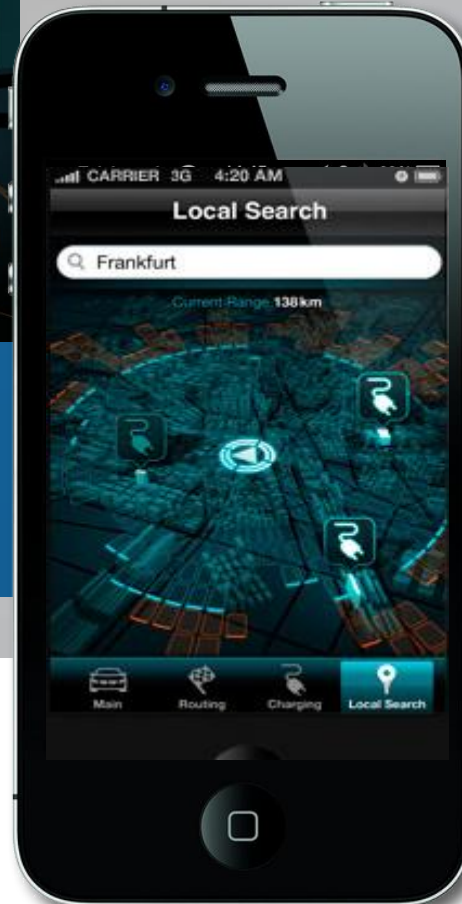 CARRIER 3G 4:20 AM
Local Search
Frankfurt
Current Range 138km
Main Routing Charging Local Search